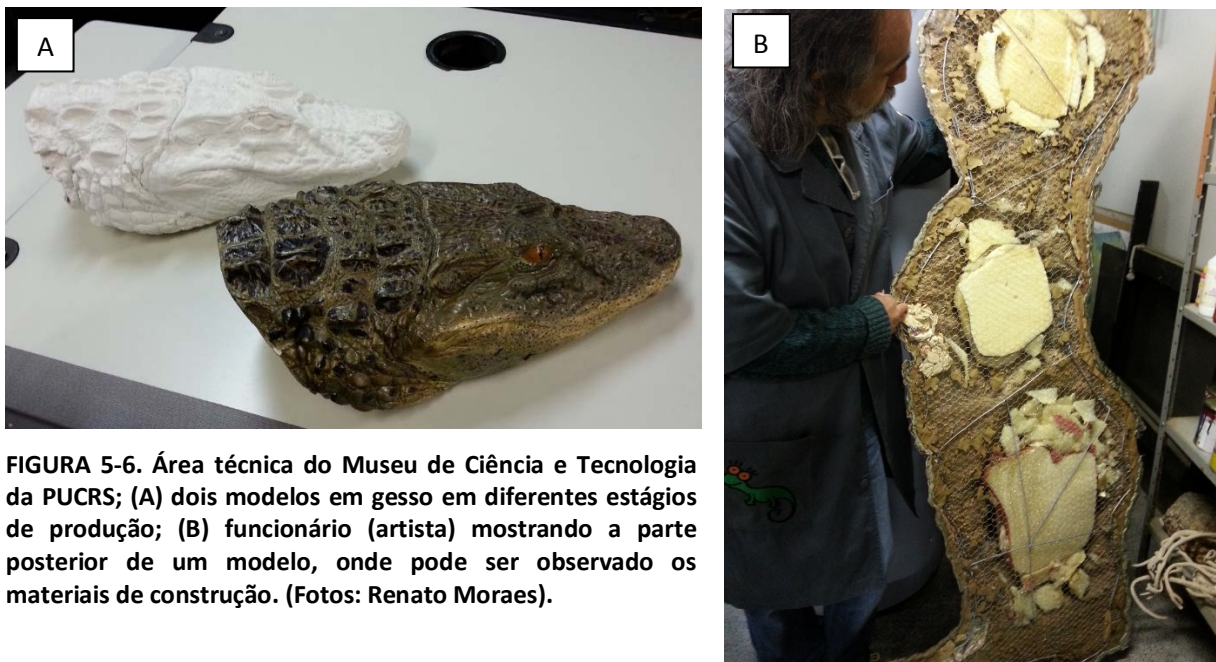 A
B
FIGURA 5-6. Área técnica do Museu de Ciência e Tecnologia
da PUCRS; (A) dois modelos em gesso em diferentes estágios
de produção; (B) funcionário (artista) mostrando a parte
posterior de um modelo, onde pode ser observado os
materiais de construção. (Fotos: Renato Moraes).